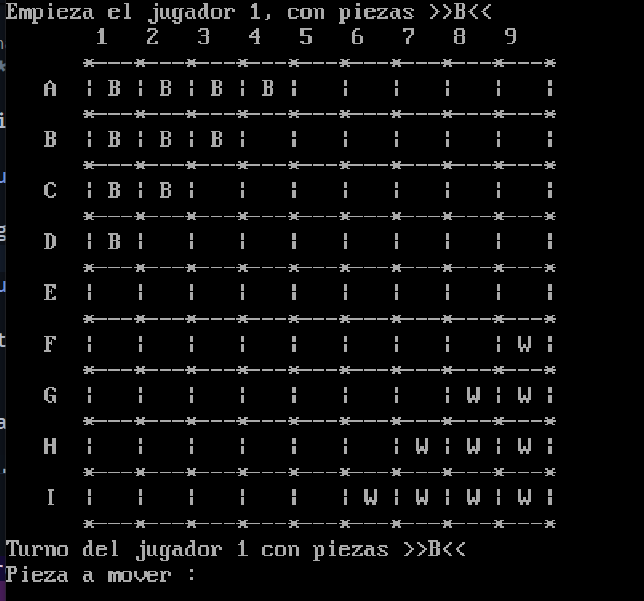 Empieza el jugador 1, con piezas >>B<<
       1   2   3   4   5   6   7   8   9
      *---*---*---*---*---*---*---*---*---*
   A  | B | B | B | B |   |   |   |   |   |
      *---*---*---*---*---*---*---*---*---*
   B  | B | B | B |   |   |   |   |   |   |
      *---*---*---*---*---*---*---*---*---*
   C  | B | B |   |   |   |   |   |   |   |
      *---*---*---*---*---*---*---*---*---*
   D  | B |   |   |   |   |   |   |   |   |
      *---*---*---*---*---*---*---*---*---*
   E  |   |   |   |   |   |   |   |   |   |
      *---*---*---*---*---*---*---*---*---*
   F  |   |   |   |   |   |   |   |   | W |
      *---*---*---*---*---*---*---*---*---*
   G  |   |   |   |   |   |   |   | W | W |
      *---*---*---*---*---*---*---*---*---*
   H  |   |   |   |   |   |   | W | W | W |
      *---*---*---*---*---*---*---*---*---*
   I  |   |   |   |   |   | W | W | W | W |
      *---*---*---*---*---*---*---*---*---*
Turno del jugador 1 con piezas >>B<<
Pieza a mover :